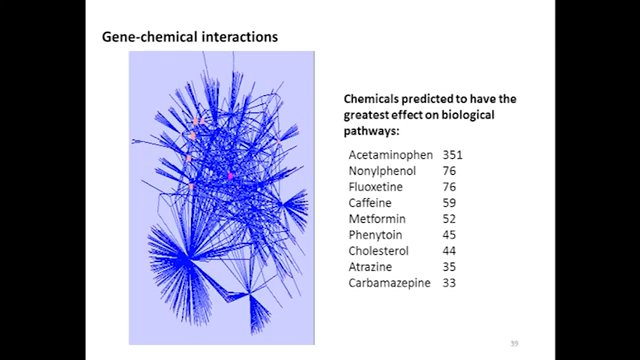 Gene-chemical interactions
Chemicals predicted to have the
greatest effect on biological
pathways:
Acetaminophen 351
Nonylphenol 76
Fluoxetine 76
Caffeine 59
Metformin 52
Phenytoin 45
Cholesterol 44
Atrazine 35
Carbamazepine 33
39